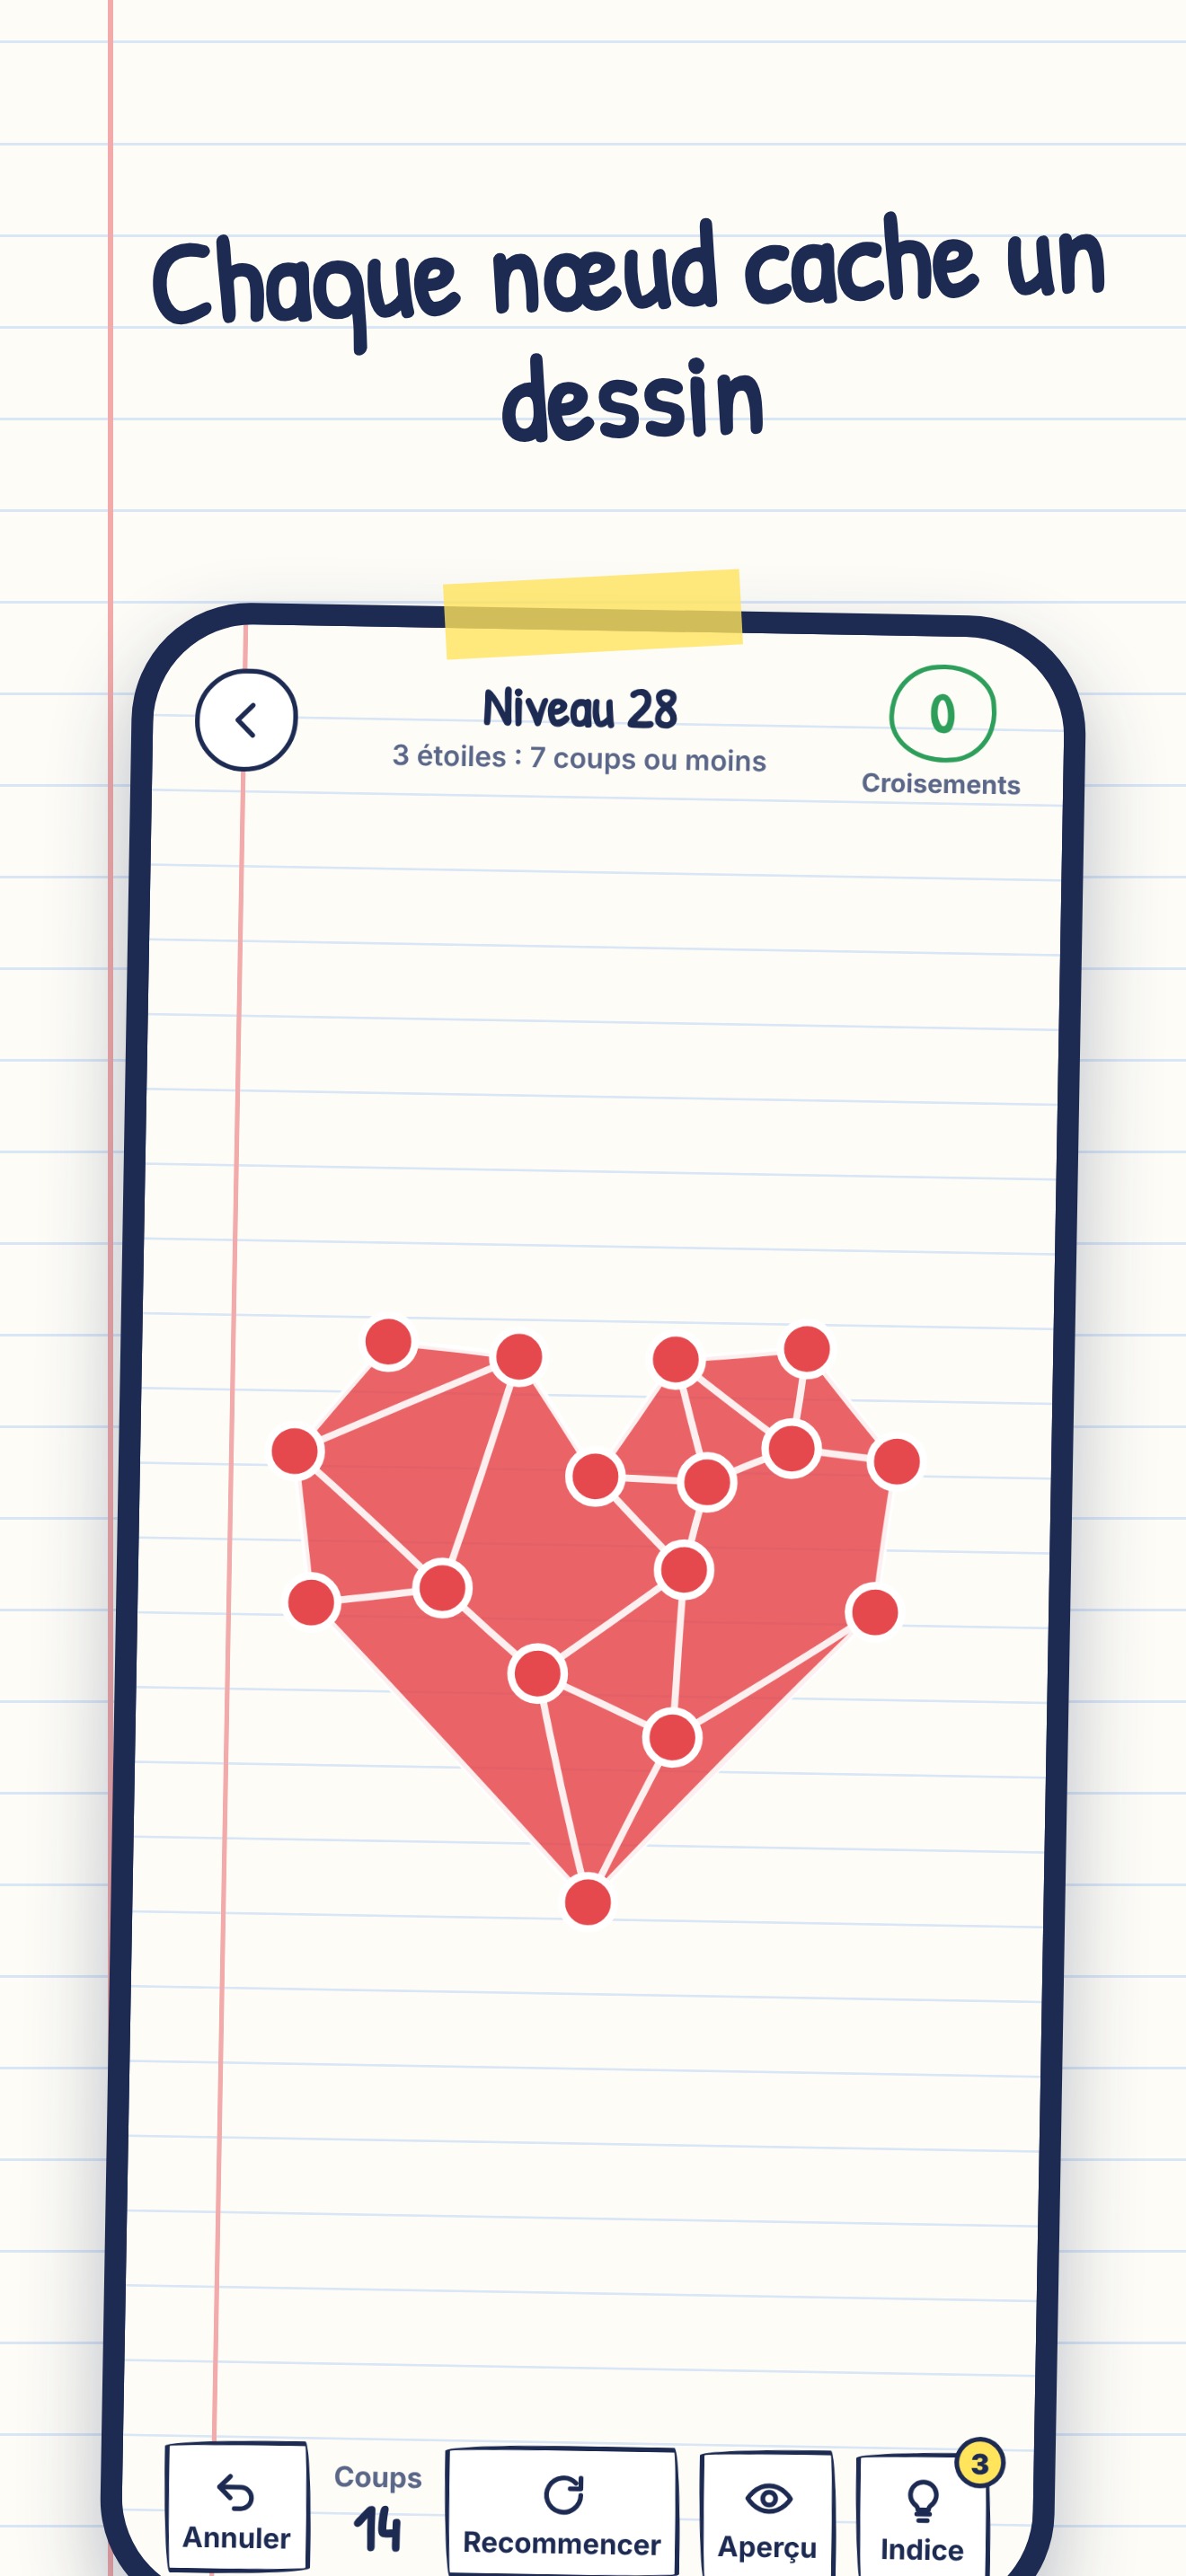 Chaque nœud cache un
dessin
Niveau 28
3 étoiles : 7 coups ou moins
0
Croisements
Annuler
Coups
14
Recommencer
Aperçu
3
Indice